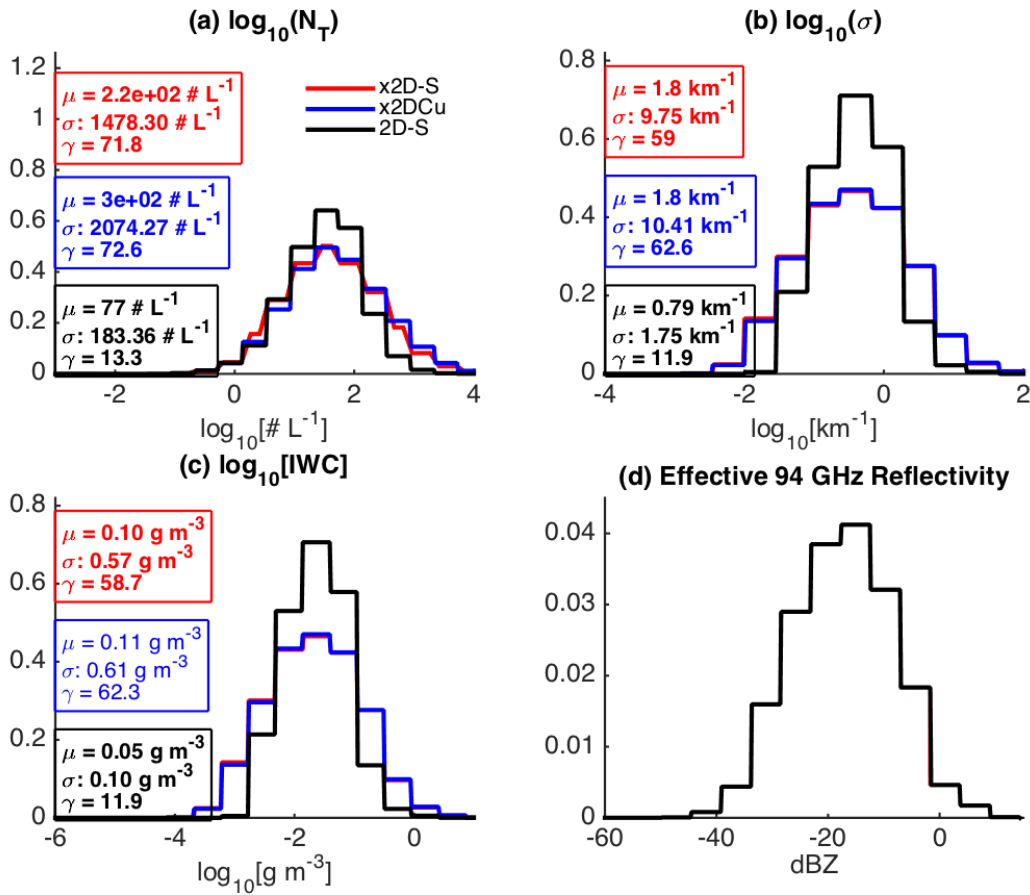 (a) log₁₀(N_T)
1.2
1
0.8
0.6
0.4
0.2
0
μ = 2.2e+02 # L⁻¹
σ: 1478.30 # L⁻¹
γ = 71.8
μ = 3e+02 # L⁻¹
σ: 2074.27 # L⁻¹
γ = 72.6
μ = 77 # L⁻¹
σ: 183.36 # L⁻¹
γ = 13.3
x2D-S
x2DCu
2D-S
-2 0 2 4
log₁₀[# L⁻¹]
(b) log₁₀(σ)
0.8
0.6
0.4
0.2
0
μ = 1.8 km⁻¹
σ: 9.75 km⁻¹
γ = 59
μ = 1.8 km⁻¹
σ: 10.41 km⁻¹
γ = 62.6
μ = 0.79 km⁻¹
σ: 1.75 km⁻¹
γ = 11.9
-4 -2 0 2
log₁₀[km⁻¹]
(c) log₁₀[IWC]
0.8
0.6
0.4
0.2
0
μ = 0.10 g m⁻³
σ: 0.57 g m⁻³
γ = 58.7
μ = 0.11 g m⁻³
σ: 0.61 g m⁻³
γ = 62.3
μ = 0.05 g m⁻³
σ: 0.10 g m⁻³
γ = 11.9
-6 -4 -2 0
log₁₀[g m⁻³]
(d) Effective 94 GHz Reflectivity
0.04
0.03
0.02
0.01
0
-60 -40 -20 0
dBZ